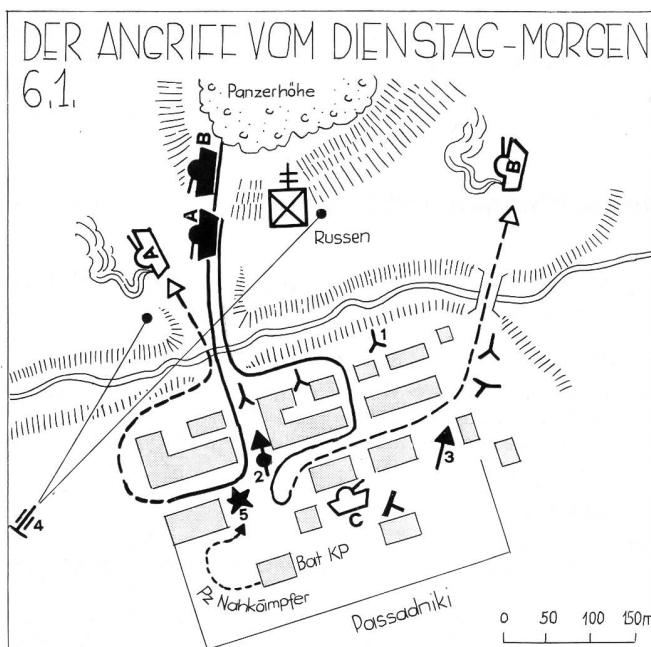 DER ANGRIFF VOM DIENSTAG-MORGEN
6.1.
Panzerhöhe
B
B
A
A
Russen
1
2
3
4
5
C
Bat KP
Pz Nahkämpfer
Passadniki
0 50 100 150m